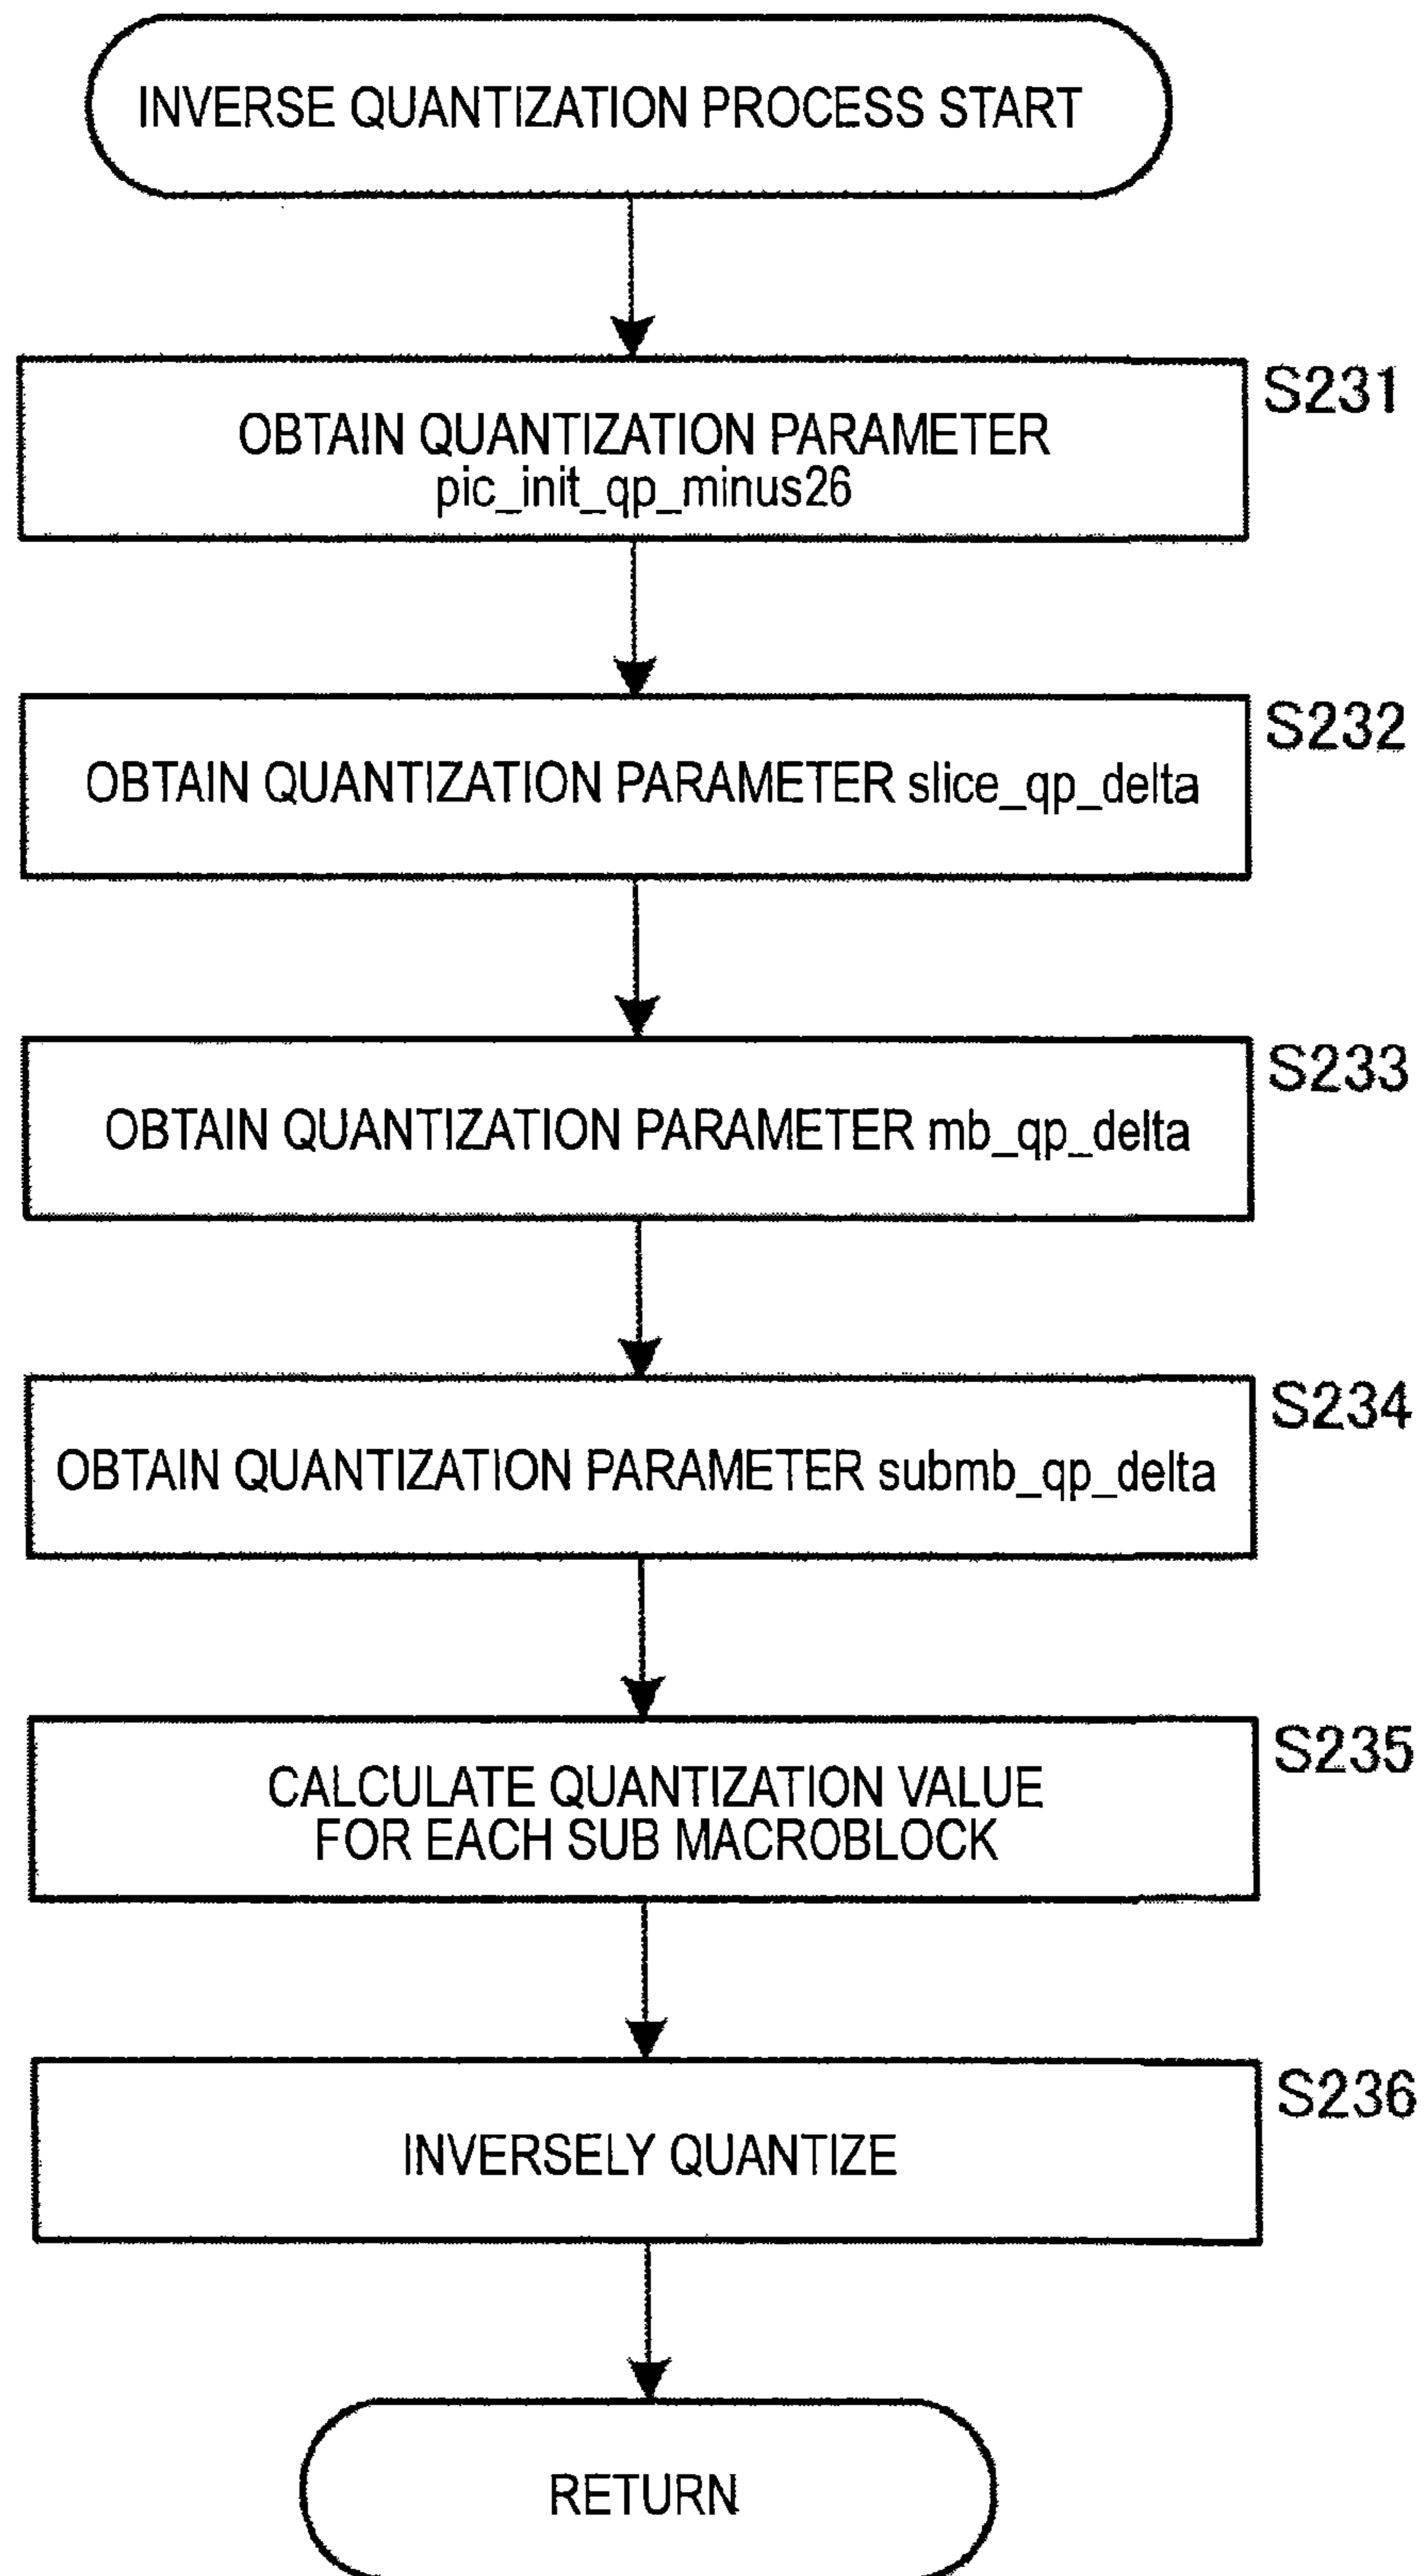 INVERSE QUANTIZATION PROCESS START
S231
OBTAIN QUANTIZATION PARAMETER
pic_init_qp_minus26
S232
OBTAIN QUANTIZATION PARAMETER slice_qp_delta
S233
OBTAIN QUANTIZATION PARAMETER mb_qp_delta
S234
OBTAIN QUANTIZATION PARAMETER submb_qp_delta
S235
CALCULATE QUANTIZATION VALUE
FOR EACH SUB MACROBLOCK
S236
INVERSELY QUANTIZE
RETURN